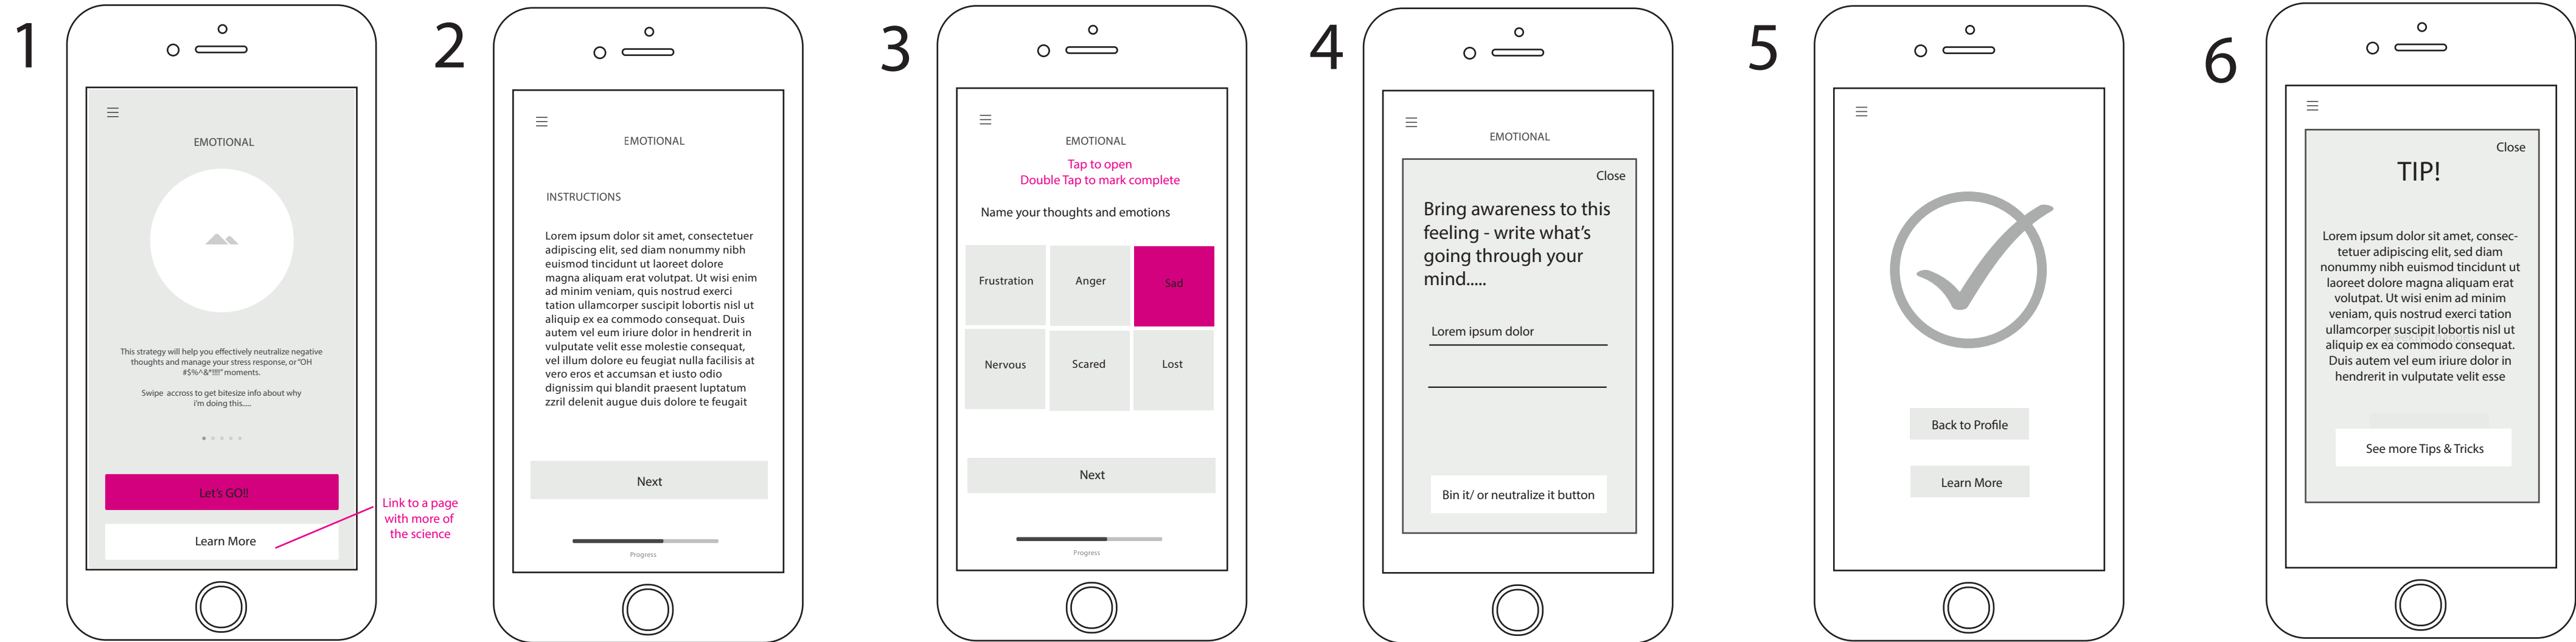 1
EMOTIONAL
This strategy will help you effectively neutralize negative
thoughts and manage your stress response, or “OH
#$%^&*!!!!” moments.
Swipe accross to get bitesize info about why
i’m doing this.....
Let’s GO!!
Learn More
Link to a page
with more of
the science
2
EMOTIONAL
INSTRUCTIONS
Lorem ipsum dolor sit amet, consectetuer
adipiscing elit, sed diam nonummy nibh
euismod tincidunt ut laoreet dolore
magna aliquam erat volutpat. Ut wisi enim
ad minim veniam, quis nostrud exerci
tation ullamcorper suscipit lobortis nisl ut
aliquip ex ea commodo consequat. Duis
autem vel eum iriure dolor in hendrerit in
vulputate velit esse molestie consequat,
vel illum dolore eu feugiat nulla facilisis at
vero eros et accumsan et iusto odio
dignissim qui blandit praesent luptatum
zzril delenit augue duis dolore te feugait
Next
Progress
3
EMOTIONAL
Tap to open
Double Tap to mark complete
Name your thoughts and emotions
Frustration
Anger
Sad
Nervous
Scared
Lost
Next
Progress
4
EMOTIONAL
Close
Bring awareness to this
feeling - write what’s
going through your
mind.....
Lorem ipsum dolor
Bin it/ or neutralize it button
5
Back to Profile
Learn More
6
Close
TIP!
Lorem ipsum dolor sit amet, consec-
tetuer adipiscing elit, sed diam
nonummy nibh euismod tincidunt ut
laoreet dolore magna aliquam erat
volutpat. Ut wisi enim ad minim
veniam, quis nostrud exerci tation
ullamcorper suscipit lobortis nisl ut
aliquip ex ea commodo consequat.
Duis autem vel eum iriure dolor in
hendrerit in vulputate velit esse
See more Tips & Tricks